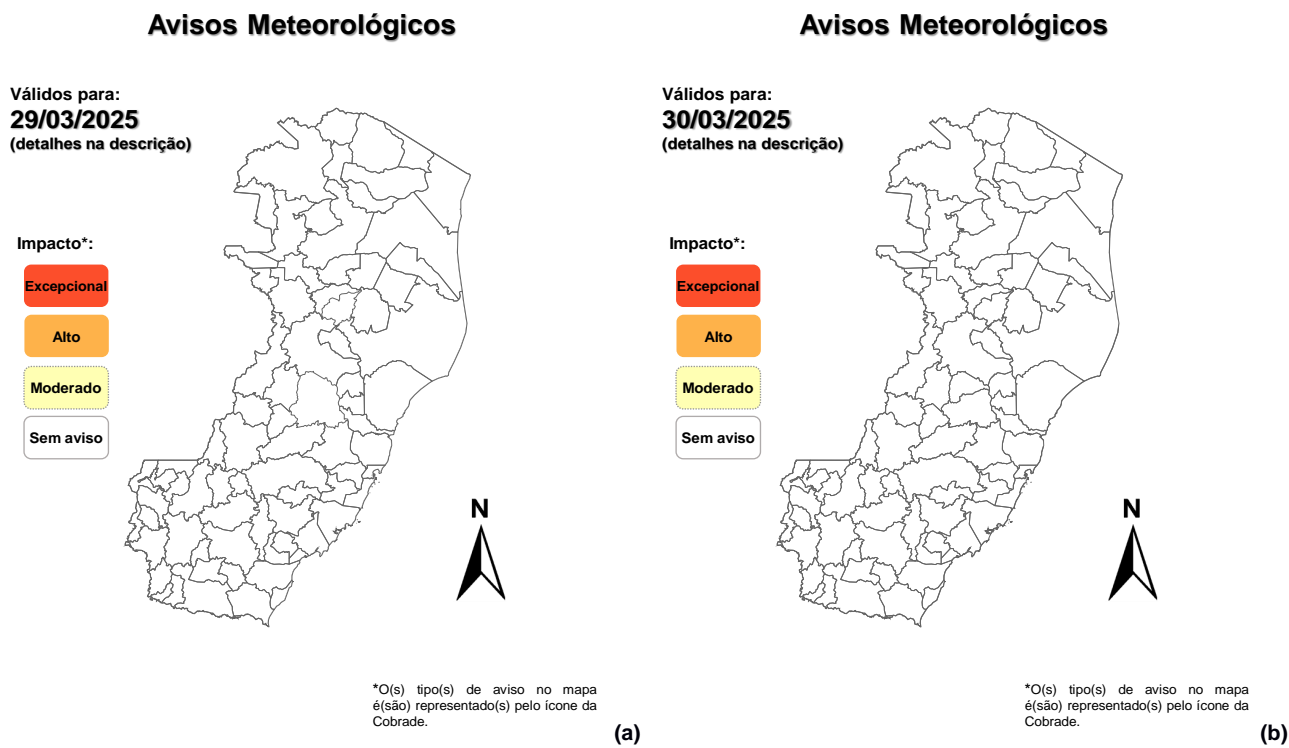 Avisos Meteorológicos
Válidos para:
29/03/2025
(detalhes na descrição)
Impacto*:
Excepcional
Alto
Moderado
Sem aviso
N
*O(s) tipo(s) de aviso no mapa
é(são) representado(s) pelo ícone da
Cobrade.
(a)
Avisos Meteorológicos
Válidos para:
30/03/2025
(detalhes na descrição)
Impacto*:
Excepcional
Alto
Moderado
Sem aviso
N
*O(s) tipo(s) de aviso no mapa
é(são) representado(s) pelo ícone da
Cobrade.
(b)